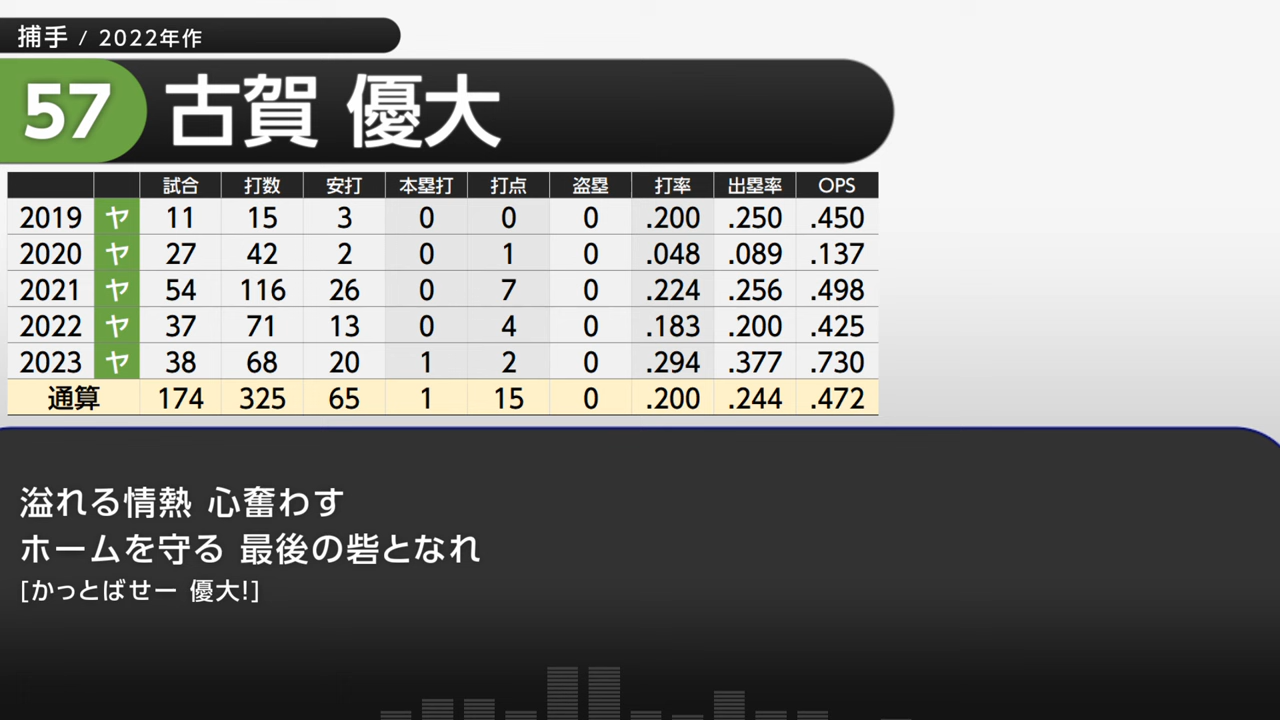 捕手 / 2022年作
57 古賀 優大
試合 打数 安打 本塁打 打点 盗塁 打率 出塁率 OPS
2019 ヤ 11 15 3 0 0 0 .200 .250 .450
2020 ヤ 27 42 2 0 1 0 .048 .089 .137
2021 ヤ 54 116 26 0 7 0 .224 .256 .498
2022 ヤ 37 71 13 0 4 0 .183 .200 .425
2023 ヤ 38 68 20 1 2 0 .294 .377 .730
通算 174 325 65 1 15 0 .200 .244 .472
溢れる情熱 心奮わす
ホームを守る 最後の砦となれ
[かっとばせー 優大!]